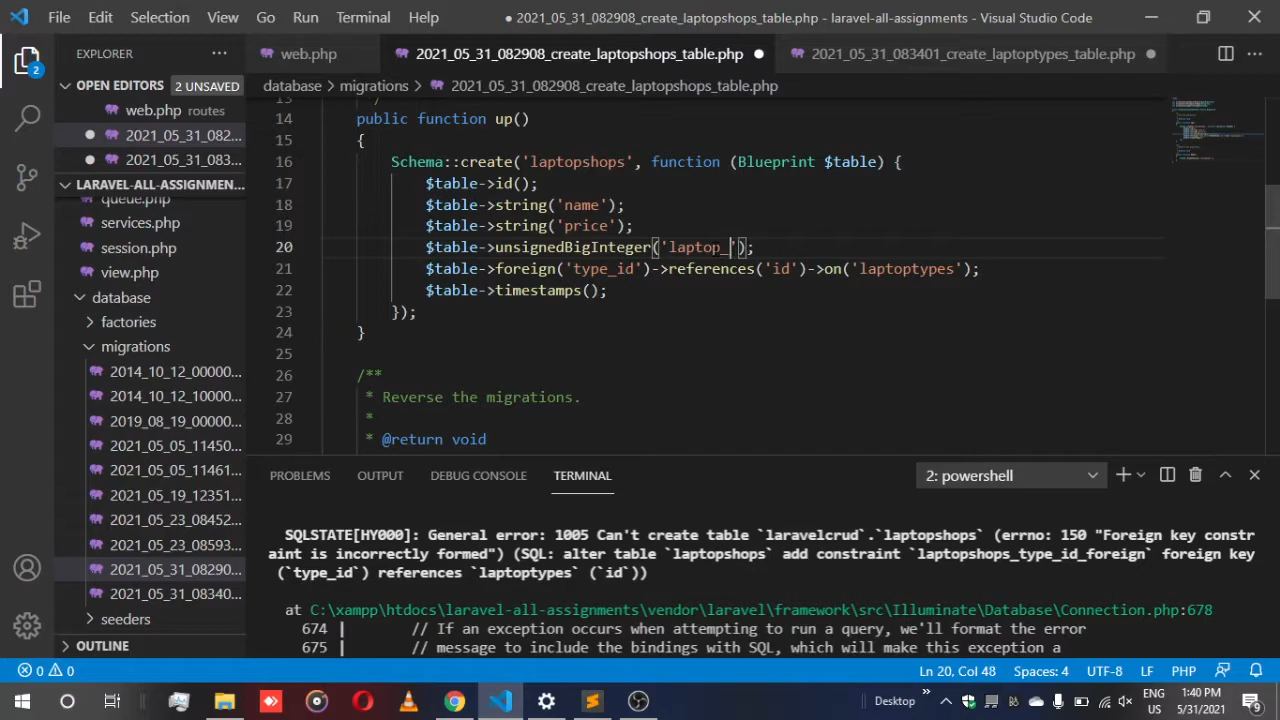 File Edit Selection View Go Run Terminal Help
● 2021_05_31_082908_create_laptopshops_table.php - laravel-all-assignments - Visual Studio Code
EXPLORER
web.php
2021_05_31_082908_create_laptopshops_table.php
2021_05_31_083401_create_laptoptypes_table.php
OPEN EDITORS 2 UNSAVED
database > migrations > 2021_05_31_082908_create_laptopshops_table.php
2
web.php routes
2021_05_31_082...
2021_05_31_083...
LARAVEL-ALL-ASSIGNMEN...
queue.php
services.php
session.php
view.php
database
factories
migrations
2014_10_12_00000...
2014_10_12_10000...
2019_08_19_00000...
2021_05_05_11450...
2021_05_05_11461...
2021_05_19_12351...
2021_05_23_08452...
2021_05_23_08593...
2021_05_31_08290...
2021_05_31_08340...
seeders
OUTLINE
13 */
14 public function up()
15 {
16 Schema::create('laptopshops', function (Blueprint $table) {
17 $table->id();
18 $table->string('name');
19 $table->string('price');
20 $table->unsignedBigInteger('laptop_');
21 $table->foreign('type_id')->references('id')->on('laptoptypes');
22 $table->timestamps();
23 });
24 }
25
26 /**
27 * Reverse the migrations.
28 *
29 * @return void
PROBLEMS OUTPUT DEBUG CONSOLE TERMINAL
2: powershell
SQLSTATE[HY000]: General error: 1005 Can't create table `laravelcrud`.`laptopshops` (errno: 150 "Foreign key constr
aint is incorrectly formed") (SQL: alter table `laptopshops` add constraint `laptopshops_type_id_foreign` foreign key
(`type_id`) references `laptoptypes` (`id`))
at C:\xampp\htdocs\laravel-all-assignments\vendor\laravel\framework\src\Illuminate\Database\Connection.php:678
674 | // If an exception occurs when attempting to run a query, we'll format the error
675 | // message to include the bindings with SQL, which will make this exception a
0 0
Ln 20, Col 48 Spaces: 4 UTF-8 LF PHP
Desktop »
ENG
US
1:40 PM
5/31/2021
9